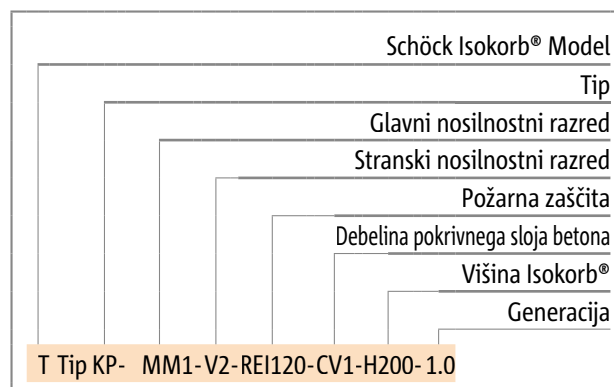 Schöck Isokorb® Model
Tip
Glavni nosilnostni razred
Stranski nosilnostni razred
Požarna zaščita
Debelina pokrivnega sloja betona
Višina Isokorb®
Generacija
T Tip KP- MM1-V2-REI120-CV1-H200-1.0